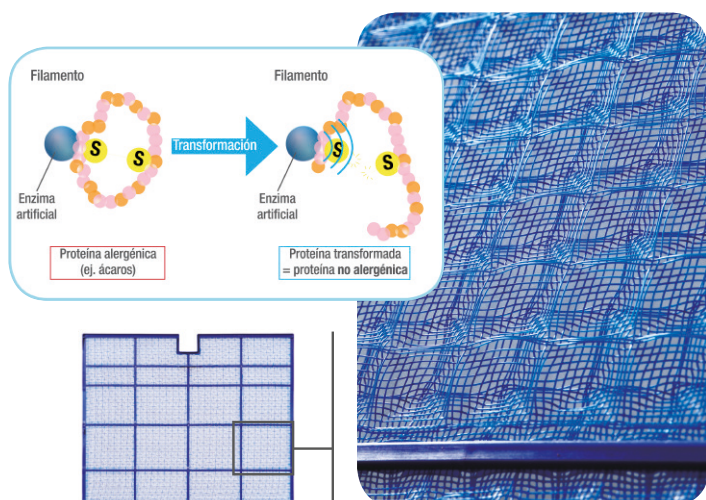 Filamento
Filamento
S
S
Transformación
S
S
Enzima
artificial
Enzima
artificial
Proteína alergénica
(ej. ácaros)
Proteína transformada
= proteína no alergénica